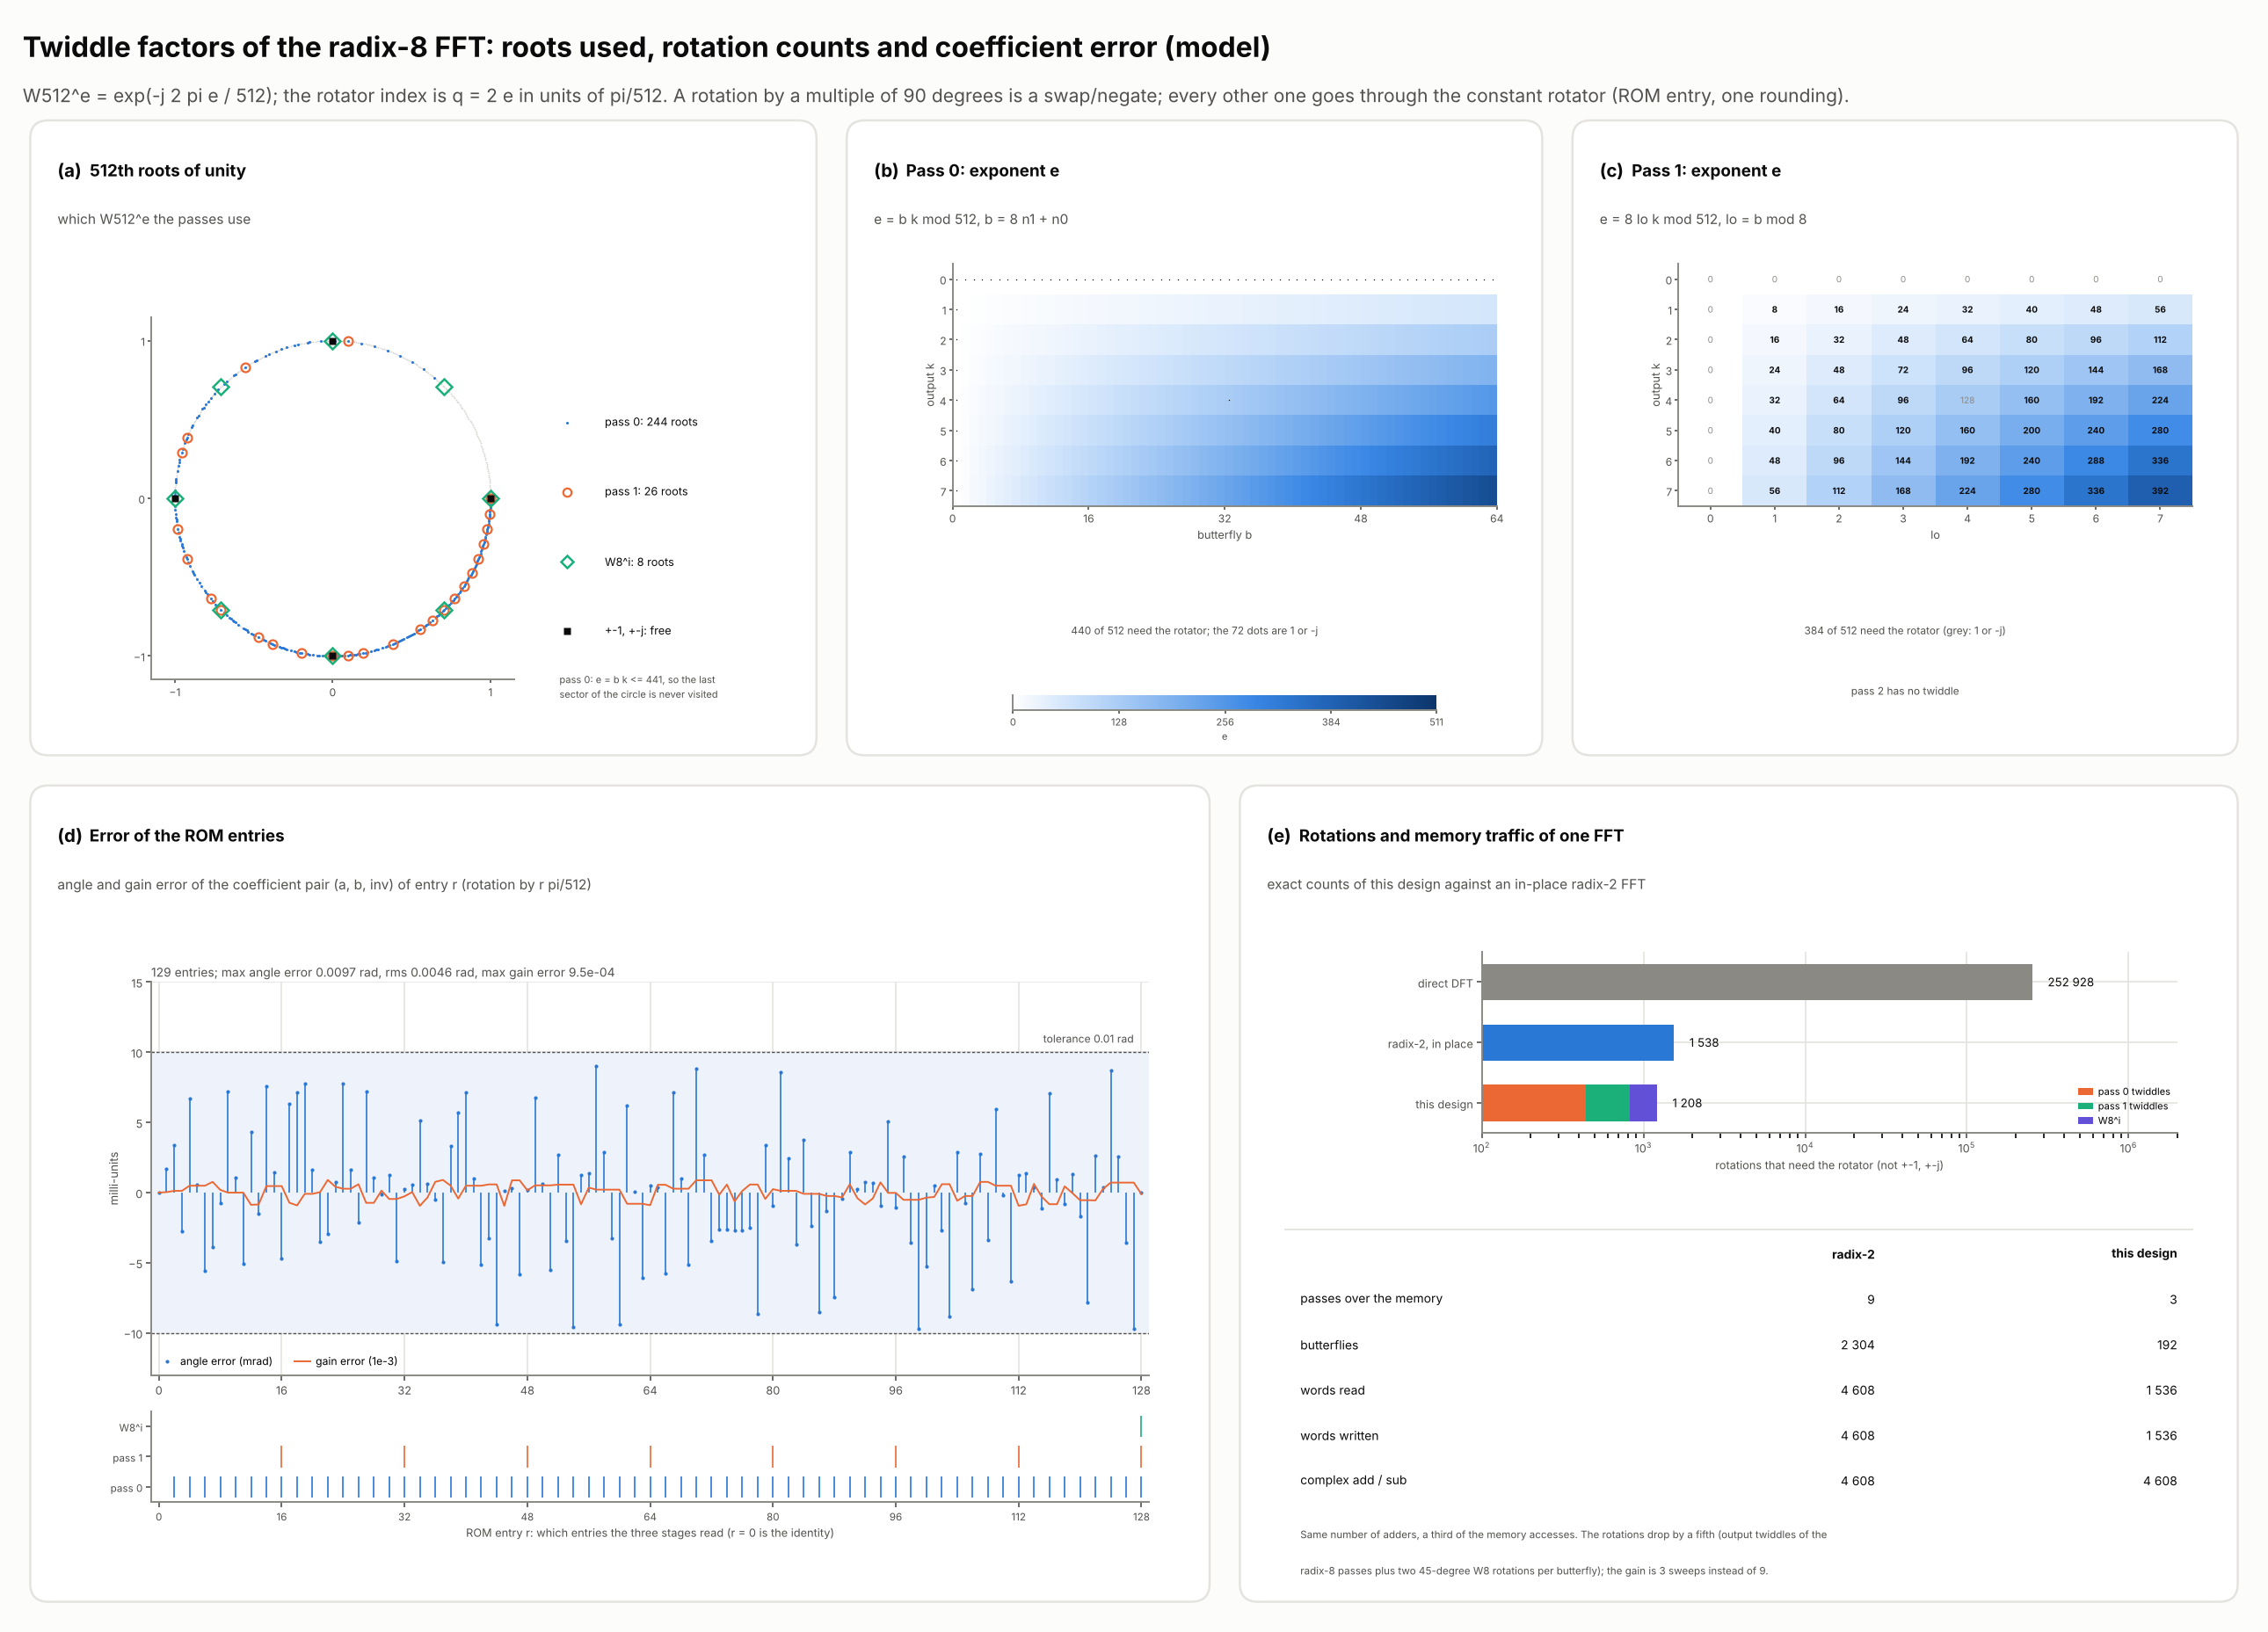 Twiddle factors of the radix-8 FFT: roots used, rotation counts and coefficient error (model)
W512^e = exp(-j 2 pi e / 512); the rotator index is q = 2 e in units of pi/512. A rotation by a multiple of 90 degrees is a swap/negate; every other one goes through the constant rotator (ROM entry, one rounding).
(a) 512th roots of unity
which W512^e the passes use
1
0
−1
−1
0
1
pass 0: 244 roots
pass 1: 26 roots
W8^i: 8 roots
+-1, +-j: free
pass 0: e = b k <= 441, so the last
sector of the circle is never visited
(b) Pass 0: exponent e
e = b k mod 512, b = 8 n1 + n0
output k
0
1
2
3
4
5
6
7
0 16 32 48 64
butterfly b
440 of 512 need the rotator; the 72 dots are 1 or -j
0 128 256 384 511
e
(c) Pass 1: exponent e
e = 8 lo k mod 512, lo = b mod 8
output k
0 0 0 0 0 0 0 0 0
1 0 8 16 24 32 40 48 56
2 0 16 32 48 64 80 96 112
3 0 24 48 72 96 120 144 168
4 0 32 64 96 128 160 192 224
5 0 40 80 120 160 200 240 280
6 0 48 96 144 192 240 288 336
7 0 56 112 168 224 280 336 392
0 1 2 3 4 5 6 7
lo
384 of 512 need the rotator (grey: 1 or -j)
pass 2 has no twiddle
(d) Error of the ROM entries
angle and gain error of the coefficient pair (a, b, inv) of entry r (rotation by r pi/512)
129 entries; max angle error 0.0097 rad, rms 0.0046 rad, max gain error 9.5e-04
milli-units
15
10
5
0
−5
−10
tolerance 0.01 rad
angle error (mrad)
gain error (1e-3)
0 16 32 48 64 80 96 112 128
W8^i
pass 1
pass 0
0 16 32 48 64 80 96 112 128
ROM entry r: which entries the three stages read (r = 0 is the identity)
(e) Rotations and memory traffic of one FFT
exact counts of this design against an in-place radix-2 FFT
direct DFT 252 928
radix-2, in place 1 538
this design 1 208
pass 0 twiddles
pass 1 twiddles
W8^i
10² 10³ 10⁴ 10⁵ 10⁶
rotations that need the rotator (not +-1, +-j)
radix-2 this design
passes over the memory 9 3
butterflies 2 304 192
words read 4 608 1 536
words written 4 608 1 536
complex add / sub 4 608 4 608
Same number of adders, a third of the memory accesses. The rotations drop by a fifth (output twiddles of the
radix-8 passes plus two 45-degree W8 rotations per butterfly); the gain is 3 sweeps instead of 9.